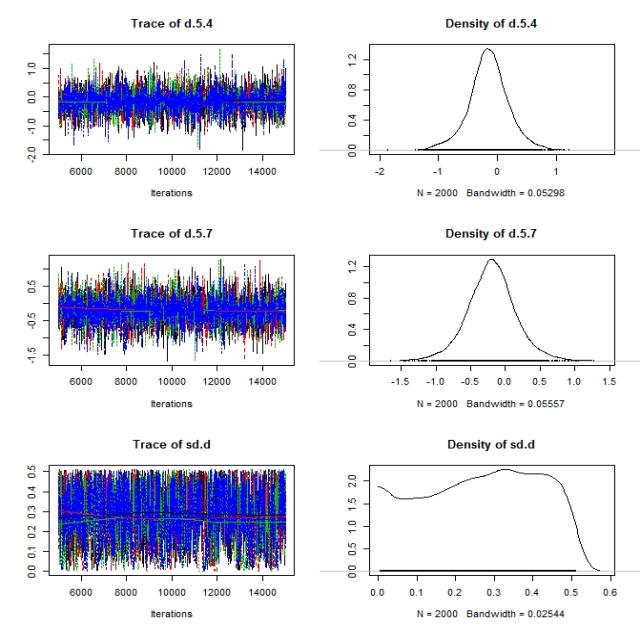 Trace of d.5.4
-2.0 -1.0 0.0 1.0
6000 8000 10000 12000 14000
Iterations
Density of d.5.4
0.0 0.4 0.8 1.2
-2 -1 0 1
N = 2000 Bandwidth = 0.05298
Trace of d.5.7
-1.5 -0.5 0.5
6000 8000 10000 12000 14000
Iterations
Density of d.5.7
0.0 0.4 0.8 1.2
-1.5 -1.0 -0.5 0.0 0.5 1.0 1.5
N = 2000 Bandwidth = 0.05557
Trace of sd.d
0.0 0.1 0.2 0.3 0.4 0.5
6000 8000 10000 12000 14000
Iterations
Density of sd.d
0.0 0.5 1.0 1.5 2.0
0.0 0.1 0.2 0.3 0.4 0.5 0.6
N = 2000 Bandwidth = 0.02544